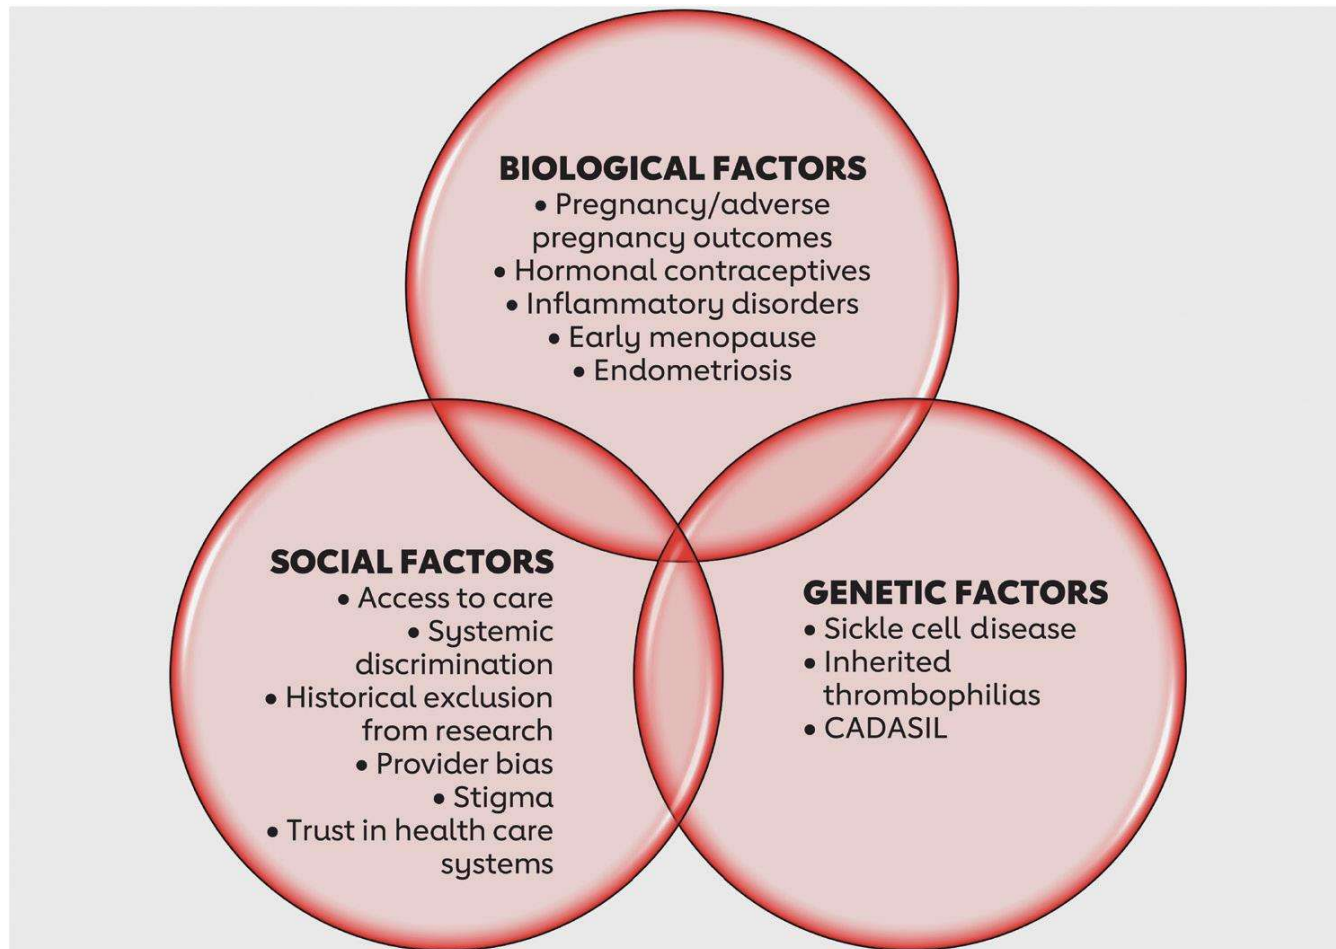 BIOLOGICAL FACTORS
• Pregnancy/adverse
pregnancy outcomes
• Hormonal contraceptives
• Inflammatory disorders
• Early menopause
• Endometriosis
SOCIAL FACTORS
• Access to care
• Systemic
discrimination
• Historical exclusion
from research
• Provider bias
• Stigma
• Trust in health care
systems
GENETIC FACTORS
• Sickle cell disease
• Inherited
thrombophilias
• CADASIL